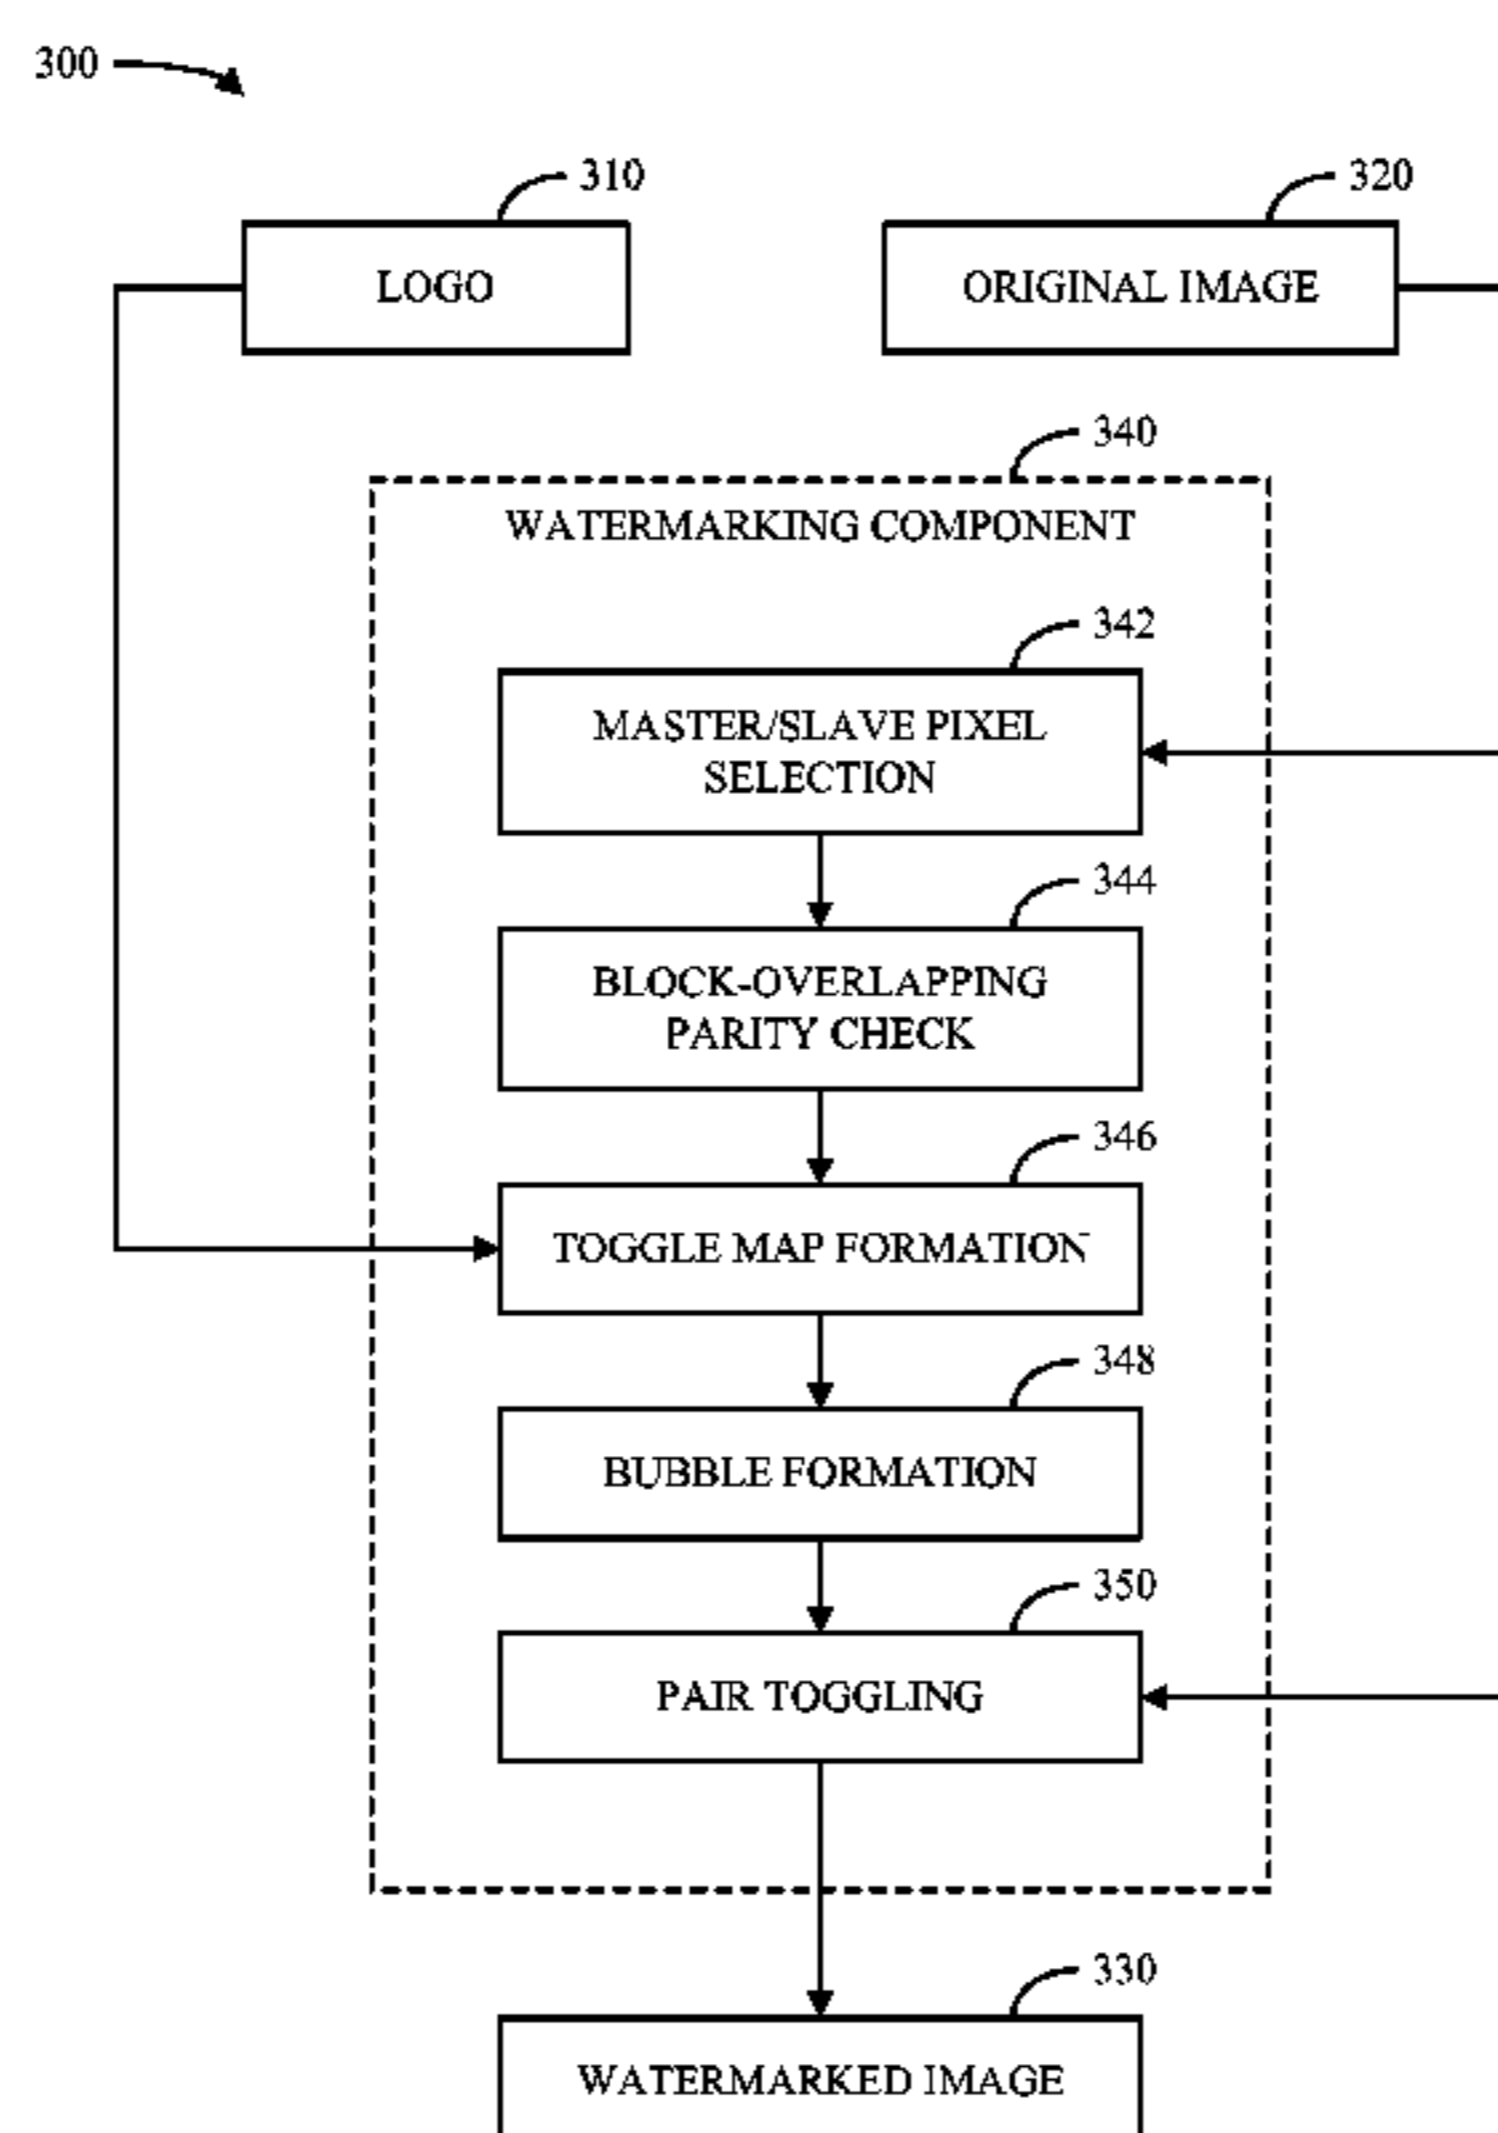 300
310
320
LOGO
ORIGINAL IMAGE
340
WATERMARKING COMPONENT
342
MASTER/SLAVE PIXEL
SELECTION
344
BLOCK-OVERLAPPING
PARITY CHECK
346
TOGGLE MAP FORMATION
348
BUBBLE FORMATION
350
PAIR TOGGLING
330
WATERMARKED IMAGE